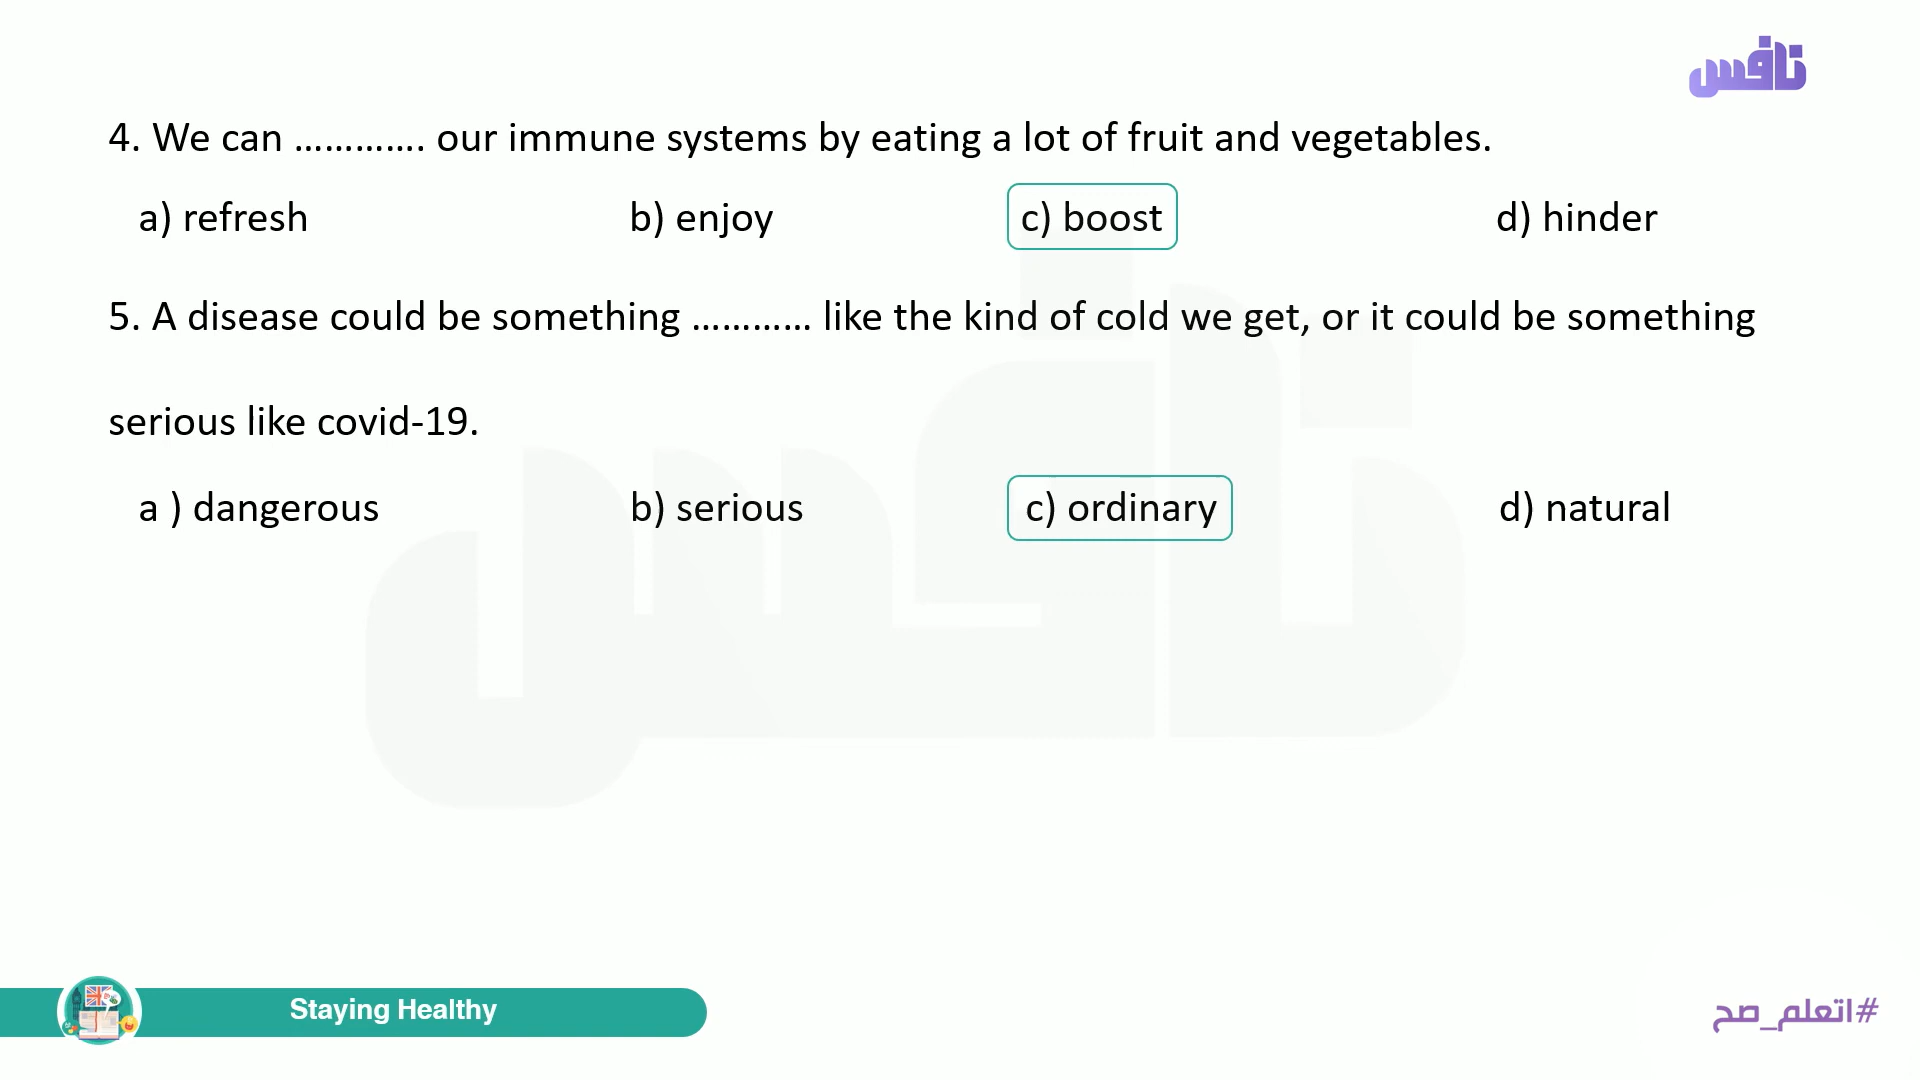 نافس
4. We can …………. our immune systems by eating a lot of fruit and vegetables.
a) refresh b) enjoy c) boost d) hinder
5. A disease could be something ………… like the kind of cold we get, or it could be something
serious like covid-19.
a ) dangerous b) serious c) ordinary d) natural
Staying Healthy
#اتعلم_صح